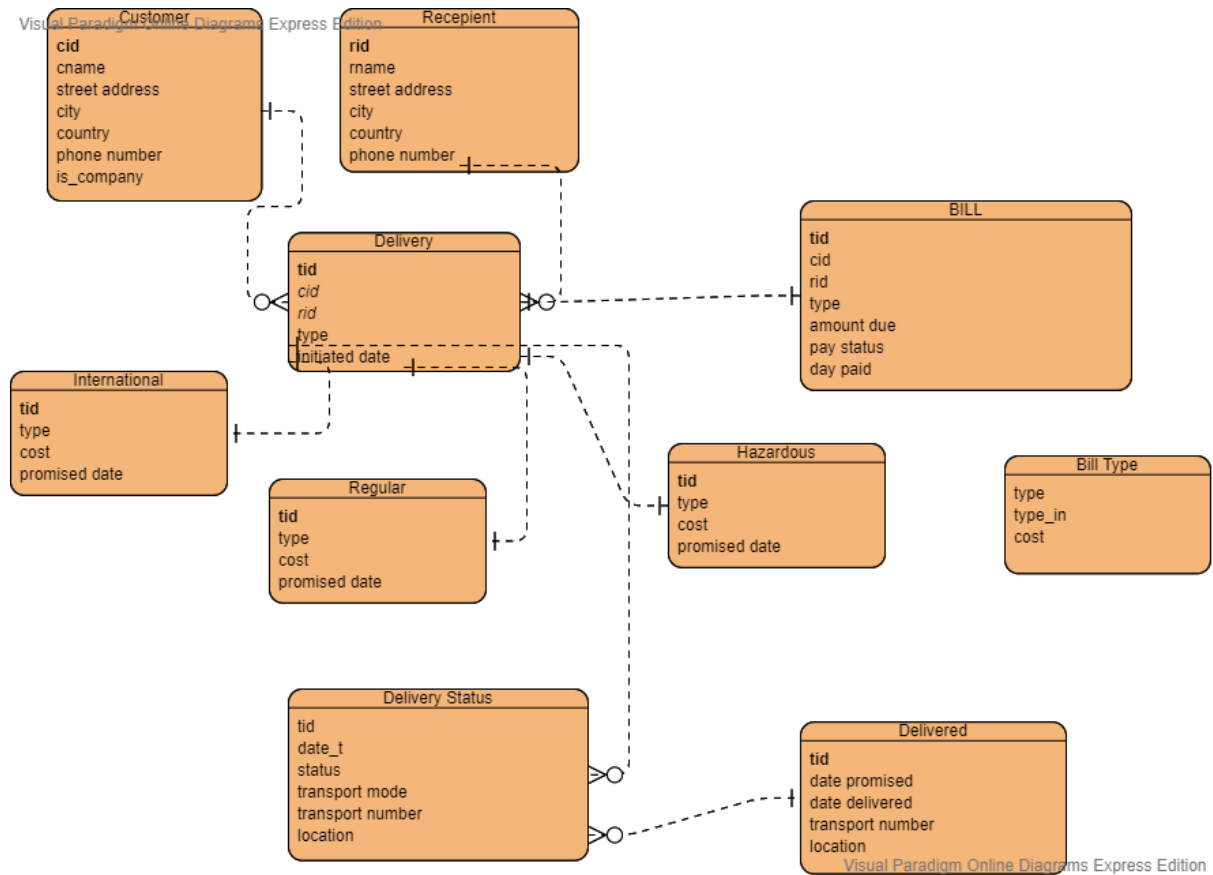 Visual Paradigm Online Diagrams Express Edition
Customer
cid
cname
street address
city
country
phone number
is_company
Recepient
rid
rname
street address
city
country
phone number
Delivery
tid
cid
rid
type
initiated date
BILL
tid
cid
rid
type
amount due
pay status
day paid
International
tid
type
cost
promised date
Regular
tid
type
cost
promised date
Hazardous
tid
type
cost
promised date
Bill Type
type
type_in
cost
Delivery Status
tid
date_t
status
transport mode
transport number
location
Delivered
tid
date promised
date delivered
transport number
location
Visual Paradigm Online Diagrams Express Edition